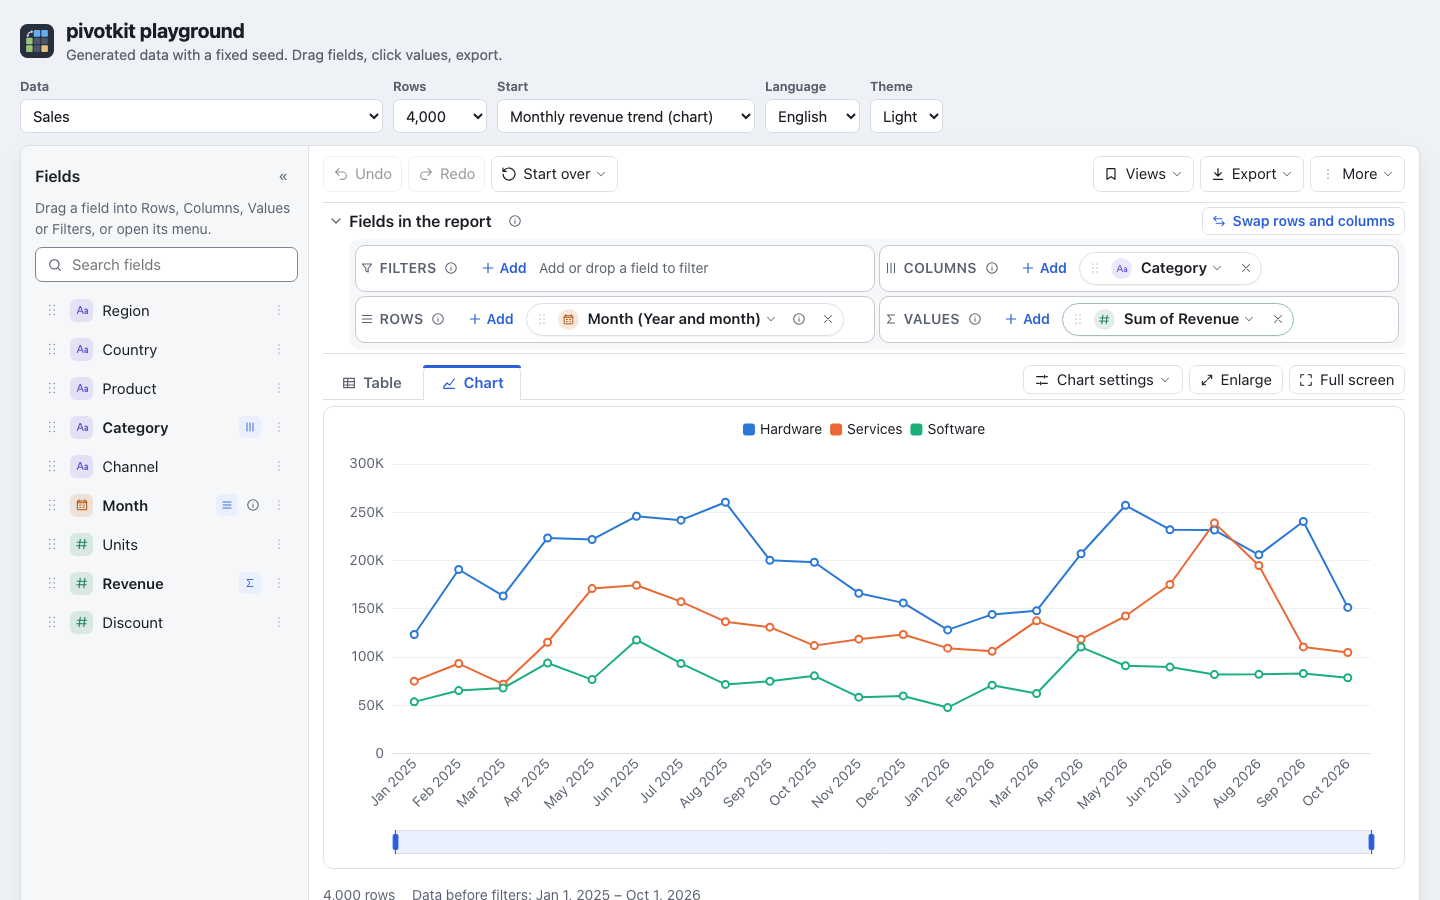 pivotkit playground
Generated data with a fixed seed. Drag fields, click values, export.
Data
Rows
Start
Language
Theme
Sales
4,000
Monthly revenue trend (chart)
English
Light
Fields
«
Drag a field into Rows, Columns, Values
or Filters, or open its menu.
Search fields
Aa Region
Aa Country
Aa Product
Aa Category
Aa Channel
Month
# Units
# Revenue Σ
# Discount
Undo
Redo
Start over
Views
Export
More
Fields in the report
Swap rows and columns
FILTERS
+ Add
Add or drop a field to filter
COLUMNS
+ Add
Aa Category
ROWS
+ Add
Month (Year and month)
Σ VALUES
+ Add
# Sum of Revenue
Table
Chart
Chart settings
Enlarge
Full screen
Hardware
Services
Software
300K
250K
200K
150K
100K
50K
0
Jan 2025
Feb 2025
Mar 2025
Apr 2025
May 2025
Jun 2025
Jul 2025
Aug 2025
Sep 2025
Oct 2025
Nov 2025
Dec 2025
Jan 2026
Feb 2026
Mar 2026
Apr 2026
May 2026
Jun 2026
Jul 2026
Aug 2026
Sep 2026
Oct 2026
4,000 rows
Data before filters: Jan 1, 2025 – Oct 1, 2026